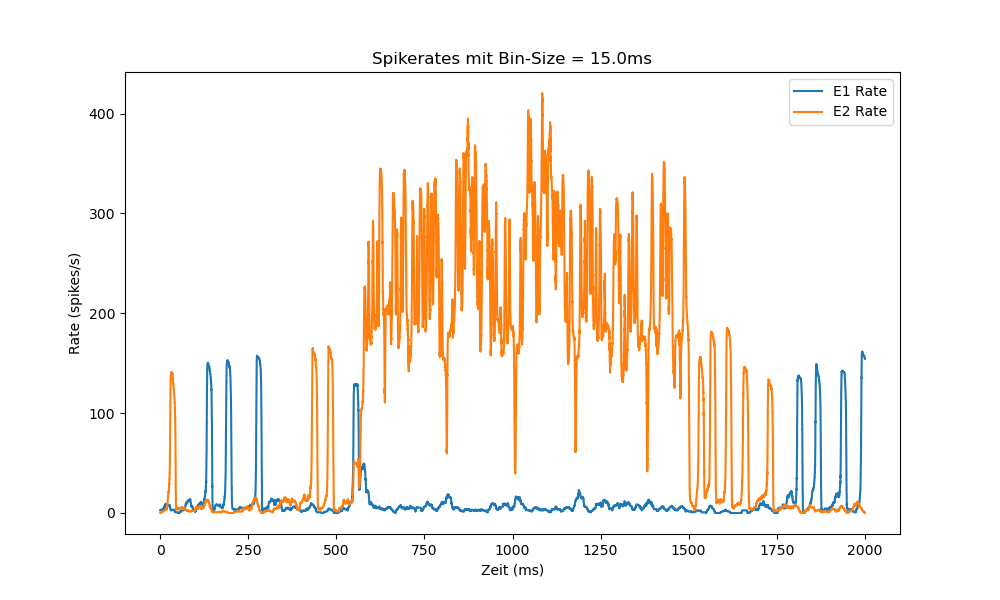 Spikerates mit Bin-Size = 15.0ms
E1 Rate
E2 Rate
400
300
200
100
0
Rate (spikes/s)
0 250 500 750 1000 1250 1500 1750 2000
Zeit (ms)